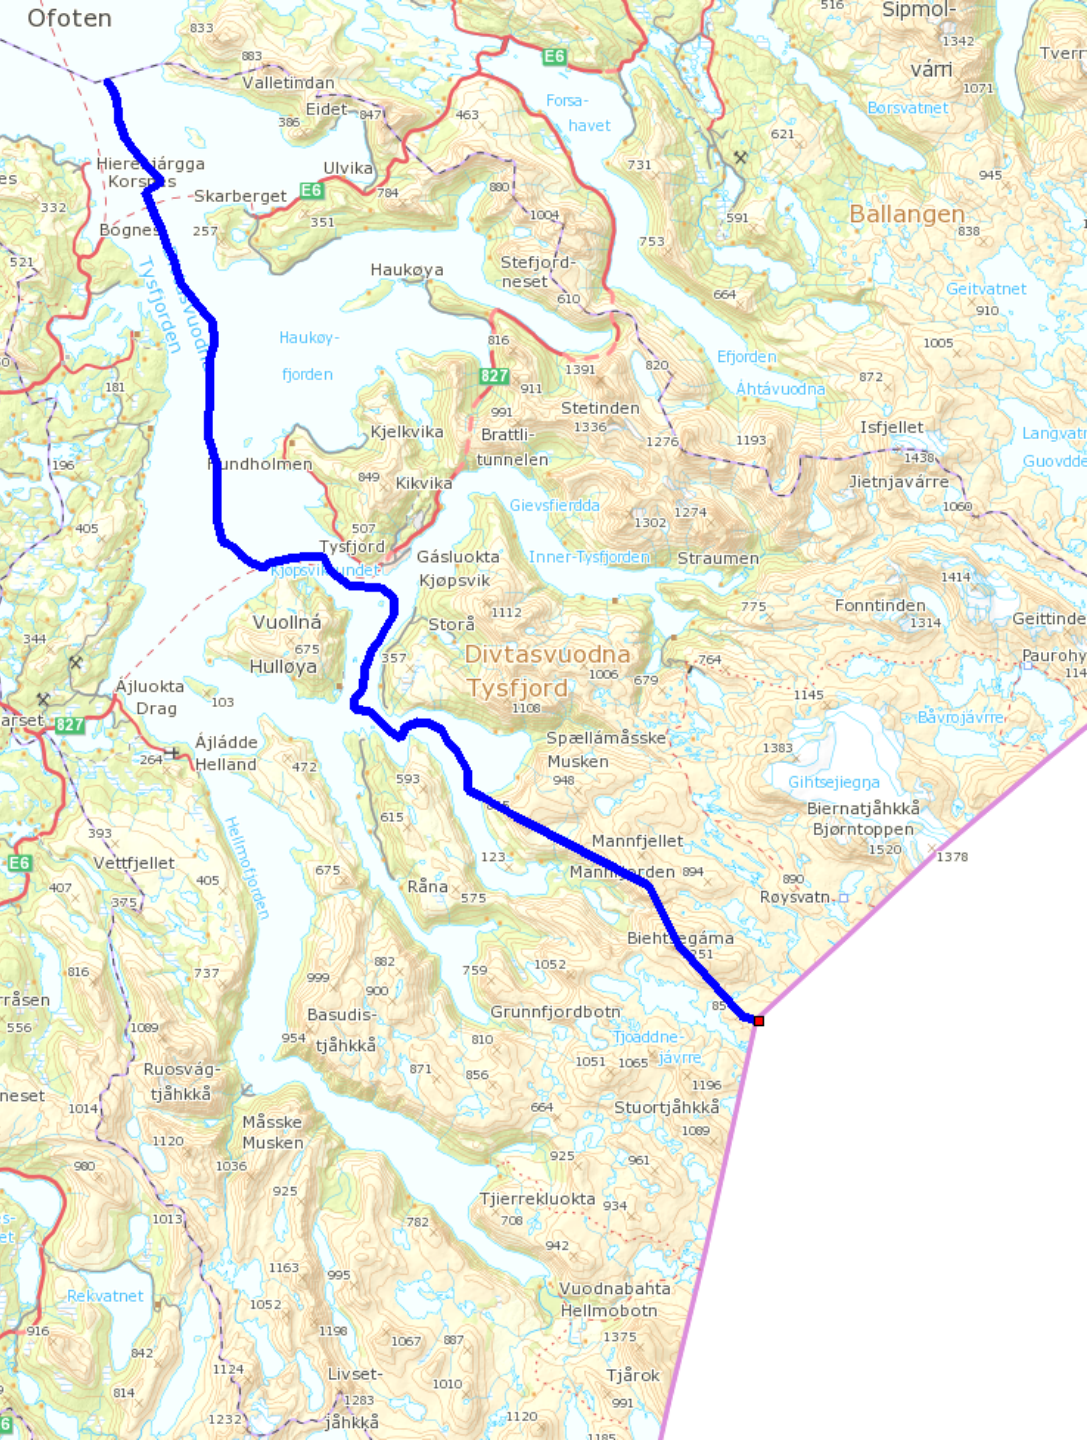 Ofoten
833
883
Valletindan
516
Sipmol-
várri
1342
1071
E6
Forsa-
havet
Børsvatnet
Eidet
386
847
463
621
731
945
Korsnes
Ulvika
E6
784
880
Skarberget
351
1004
591
Ballangen
838
332
Bógnes
257
753
Haukøya
Stefjord-
neset
610
664
Geitvatnet
910
521
Tysfjorden
Haukøy-
fjorden
816
1391
820
Efjorden
Áhtávuodna
1005
872
181
827
911
991
Stetinden
1336
Kjelkvika
Brattli-
tunnelen
1276
1193
Isfjellet
1438
196
849
Kikvika
Jietnjavárre
1060
405
507
Gievsfierdda
1302
1274
Tysfjord
Gásluokta
Kjøpsvik
Inner-Tysfjorden
Straumen
1414
775
Fonntinden
1314
Vuollná
675
Hulløya
Storå
1112
344
357
Divtasvuodna
Tysfjord
1006
679
764
1108
1145
Ájluokta
Drag
103
827
Bávrojávrre
Ájládde
Helland
264
472
Spællámåsske
Musken
948
1383
Gihtsejiegŋa
593
615
Biernatjåhkkå
Bjørntoppen
1520
1378
Hellmofjorden
393
Vettfjellet
E6
407
405
375
675
123
Mannfjellet
894
890
Røysvatn
Råna
575
Biehtsegáma
816
737
999
882
900
759
1052
556
1089
Basudis-
tjåhkkå
954
Grunnfjordbotn
810
Tjoaddne-
jávrre
1051
1065
Ruosvág-
tjåhkkå
871
856
1196
1014
664
Stuortjåhkkå
1089
Måsske
Musken
1120
980
1036
925
961
925
Tjierrekluokta
934
1013
782
708
942
1163
995
Rekvatnet
1052
Vuodnabahta
Hellmobotn
916
1198
1067
887
1375
842
1124
814
Livset-
jåhkkå
1283
1010
Tjårok
991
1232
1120
1185